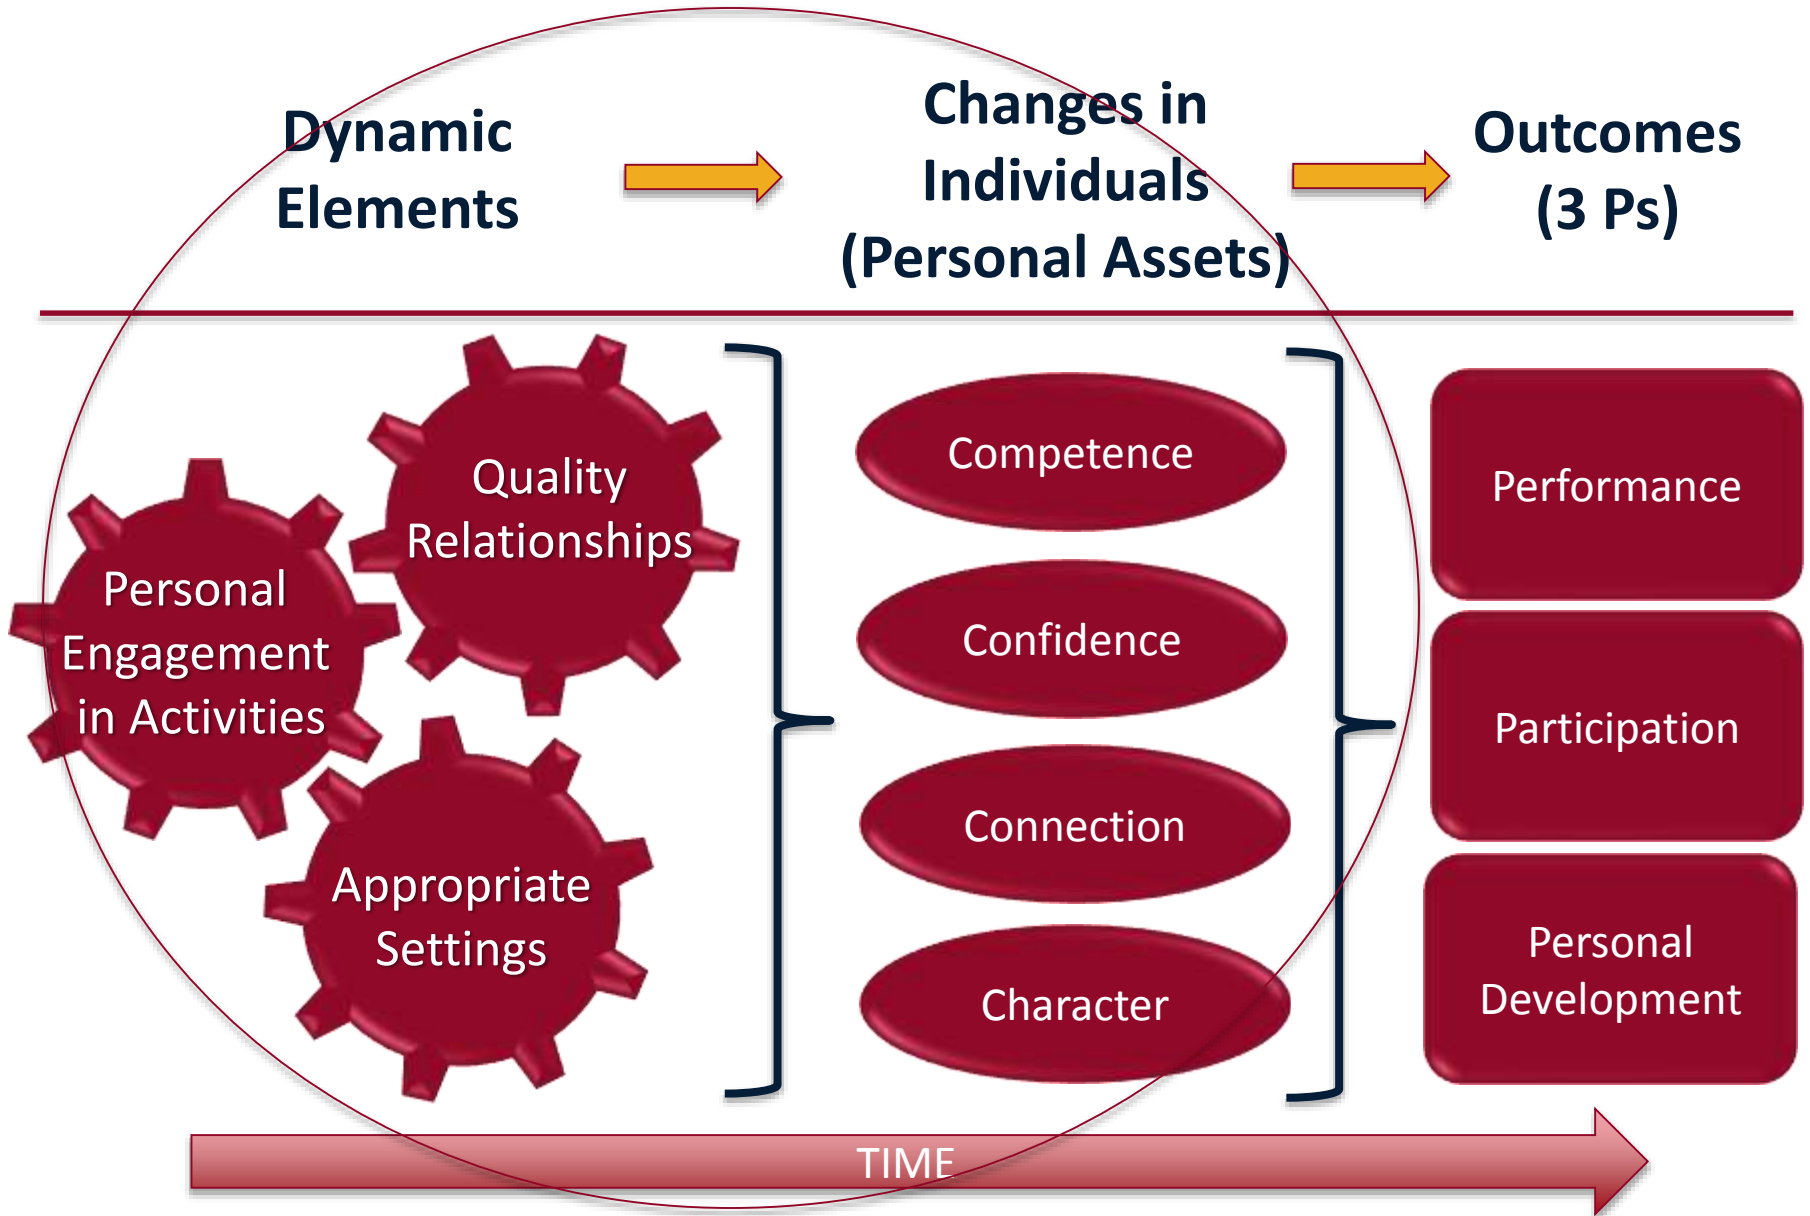 Dynamic
Elements
Changes in
Individuals
(Personal Assets)
Outcomes
(3 Ps)
Personal
Engagement
in Activities
Quality
Relationships
Appropriate
Settings
Competence
Confidence
Connection
Character
Performance
Participation
Personal
Development
TIME